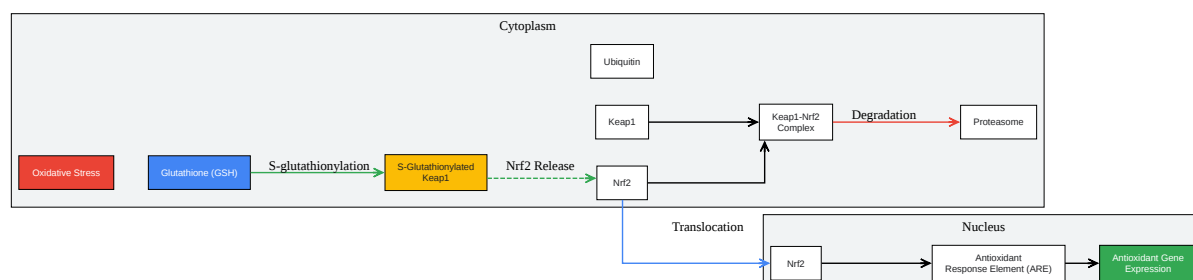 Cytoplasm
Ubiquitin
Keap1
Keap1-Nrf2
Complex
Degradation
Proteasome
Oxidative Stress
Glutathione (GSH)
S-glutathionylation
S-Glutathionylated
Keap1
Nrf2 Release
Nrf2
Translocation
Nucleus
Nrf2
Antioxidant
Response Element (ARE)
Antioxidant Gene
Expression